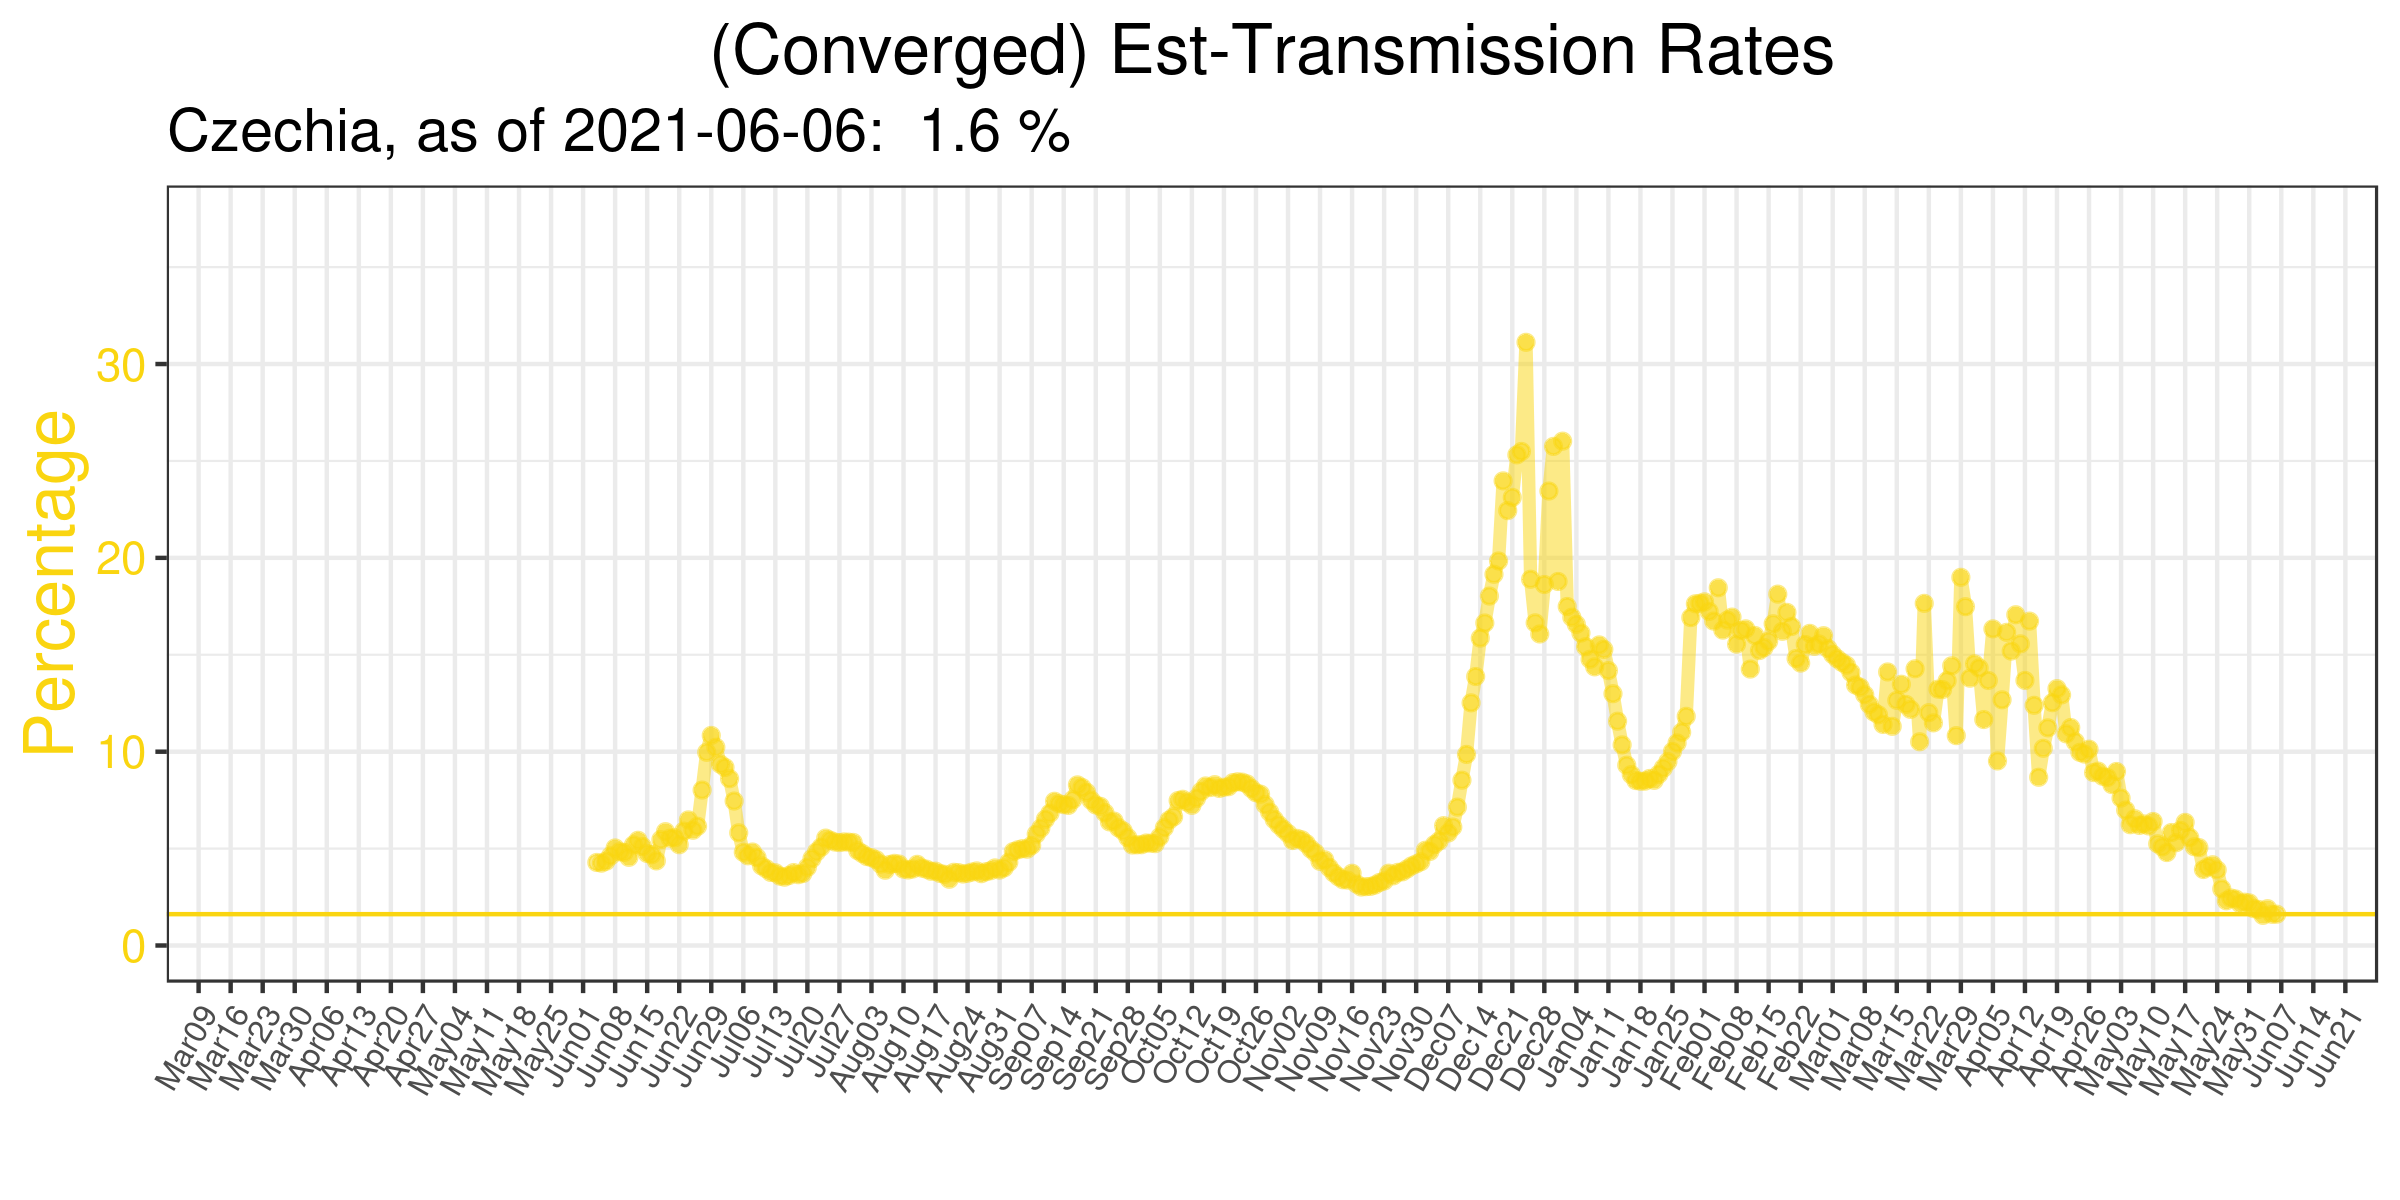 (Converged) Est-Transmission Rates
Czechia, as of 2021-06-06:  1.6 %
Percentage
30
20
10
0
Mar09
Mar16
Mar23
Mar30
Apr06
Apr13
Apr20
Apr27
May04
May11
May18
May25
Jun01
Jun08
Jun15
Jun22
Jun29
Jul06
Jul13
Jul20
Jul27
Aug03
Aug10
Aug17
Aug24
Aug31
Sep07
Sep14
Sep21
Sep28
Oct05
Oct12
Oct19
Oct26
Nov02
Nov09
Nov16
Nov23
Nov30
Dec07
Dec14
Dec21
Dec28
Jan04
Jan11
Jan18
Jan25
Feb01
Feb08
Feb15
Feb22
Mar01
Mar08
Mar15
Mar22
Mar29
Apr05
Apr12
Apr19
Apr26
May03
May10
May17
May24
May31
Jun07
Jun14
Jun21